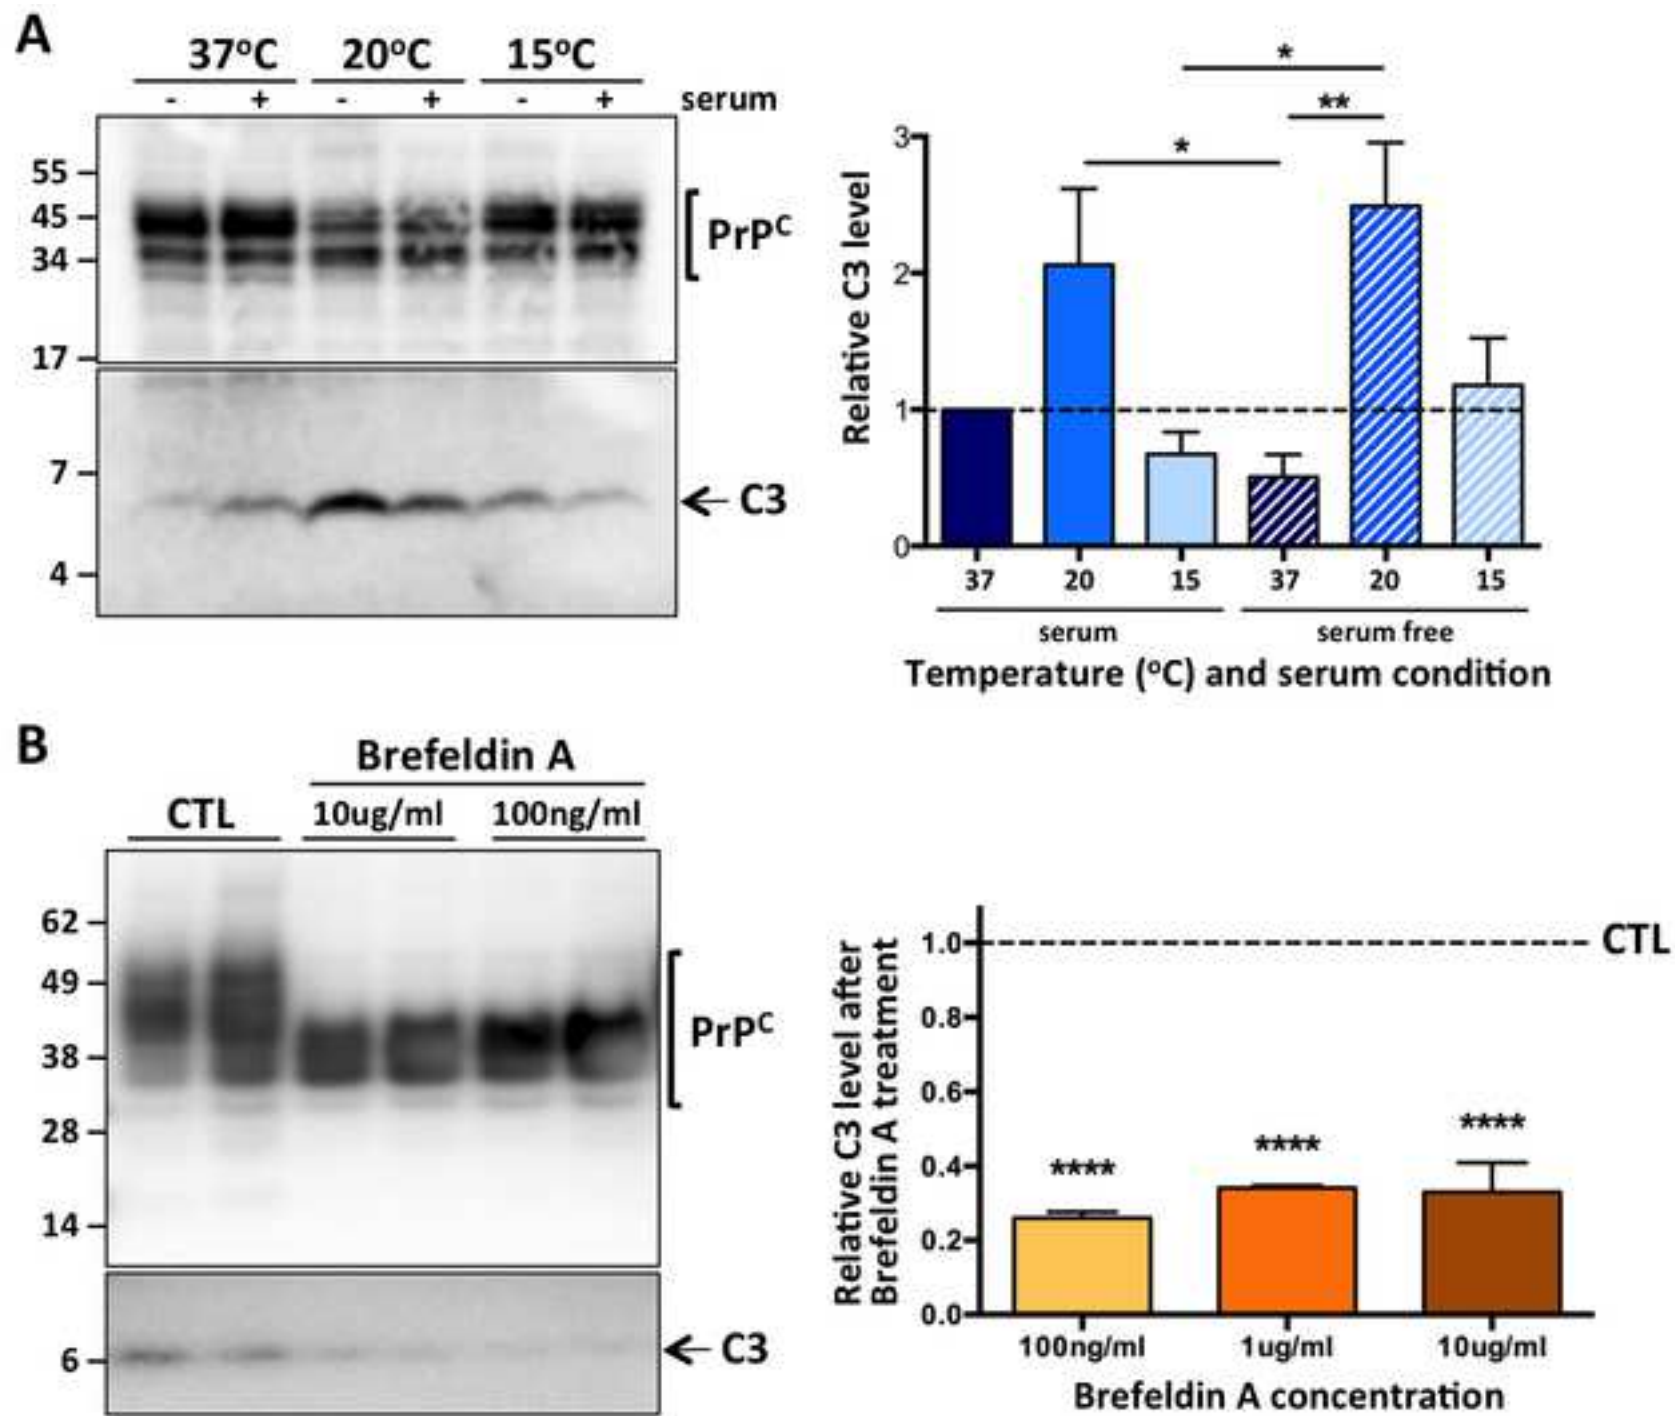 A
37°C 20°C 15°C
- + - + - + serum
55
45
34
17
PrPC
7
4
← C3
*
**
*
Relative C3 level
3
2
1
0
37 20 15 37 20 15
serum serum free
Temperature (°C) and serum condition
B
Brefeldin A
CTL 10ug/ml 100ng/ml
62
49
38
28
14
PrPC
6
← C3
Relative C3 level after
Brefeldin A treatment
1.0
0.8
0.6
0.4
0.2
0.0
CTL
**** **** ****
100ng/ml 1ug/ml 10ug/ml
Brefeldin A concentration